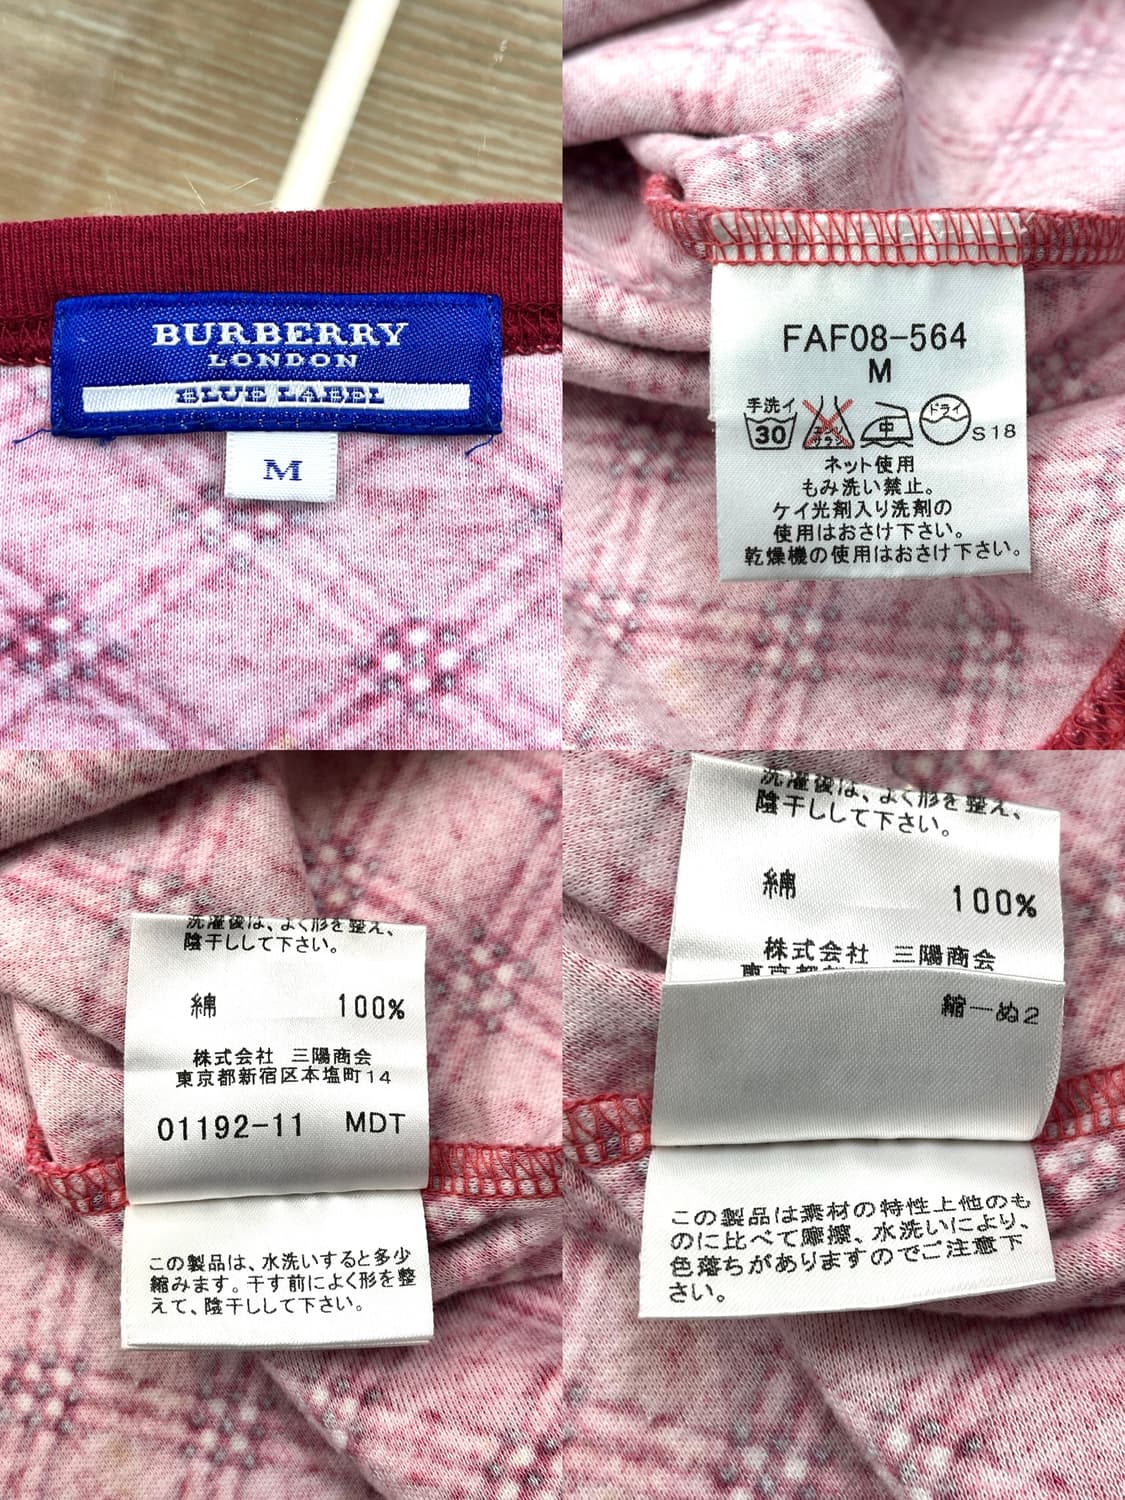 BURBERRY
LONDON
BLUE LABEL
M
FAF08-564
M
手洗イ
30
エンソ
サラシ
中
ドライ
S18
ネット使用
もみ洗い禁止。
ケイ光剤入り洗剤の
使用はおさけ下さい。
乾燥機の使用はおさけ下さい。
洗濯後は、よく形を整え、
陰干しして下さい。
綿 100%
株式会社 三陽商会
東京都新宿区本塩町14
01192-11 MDT
この製品は、水洗いすると多少
縮みます。干す前によく形を整
えて、陰干しして下さい。
洗濯後は、よく形を整え、
陰干しして下さい。
綿 100%
株式会社 三陽商会
東京都
縮一ぬ2
この製品は素材の特性上他のも
のに比べて摩擦、水洗いにより、
色落ちがありますのでご注意下
さい。